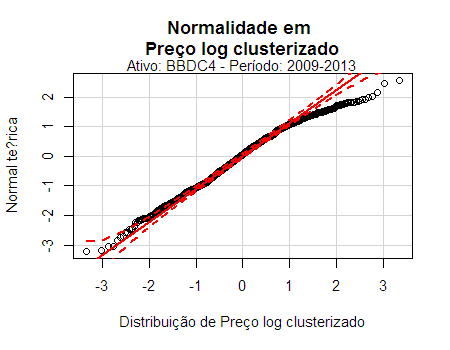 Normalidade em
Preço log clusterizado
Ativo: BBDC4 - Período: 2009-2013
Normal te?rica
2
1
0
-1
-2
-3
-3 -2 -1 0 1 2 3
Distribuição de Preço log clusterizado